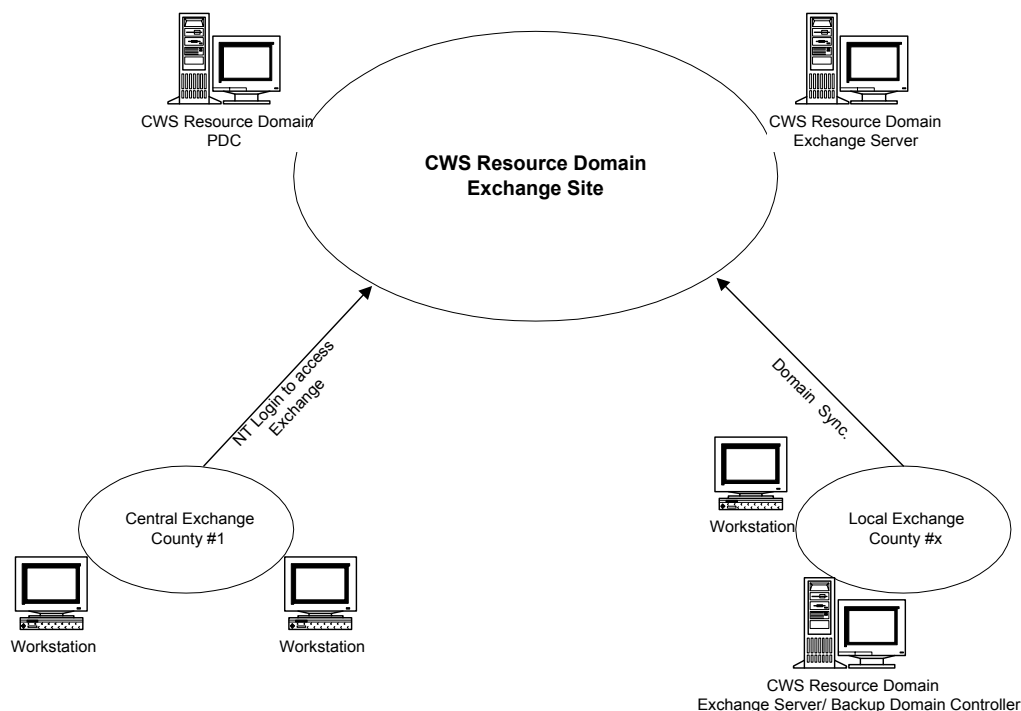 CWS Resource Domain
PDC
CWS Resource Domain
Exchange Server
CWS Resource Domain
Exchange Site
NT Login to access
Exchange
Domain Sync.
Central Exchange
County #1
Workstation
Workstation
Workstation
Local Exchange
County #x
CWS Resource Domain
Exchange Server/ Backup Domain Controller